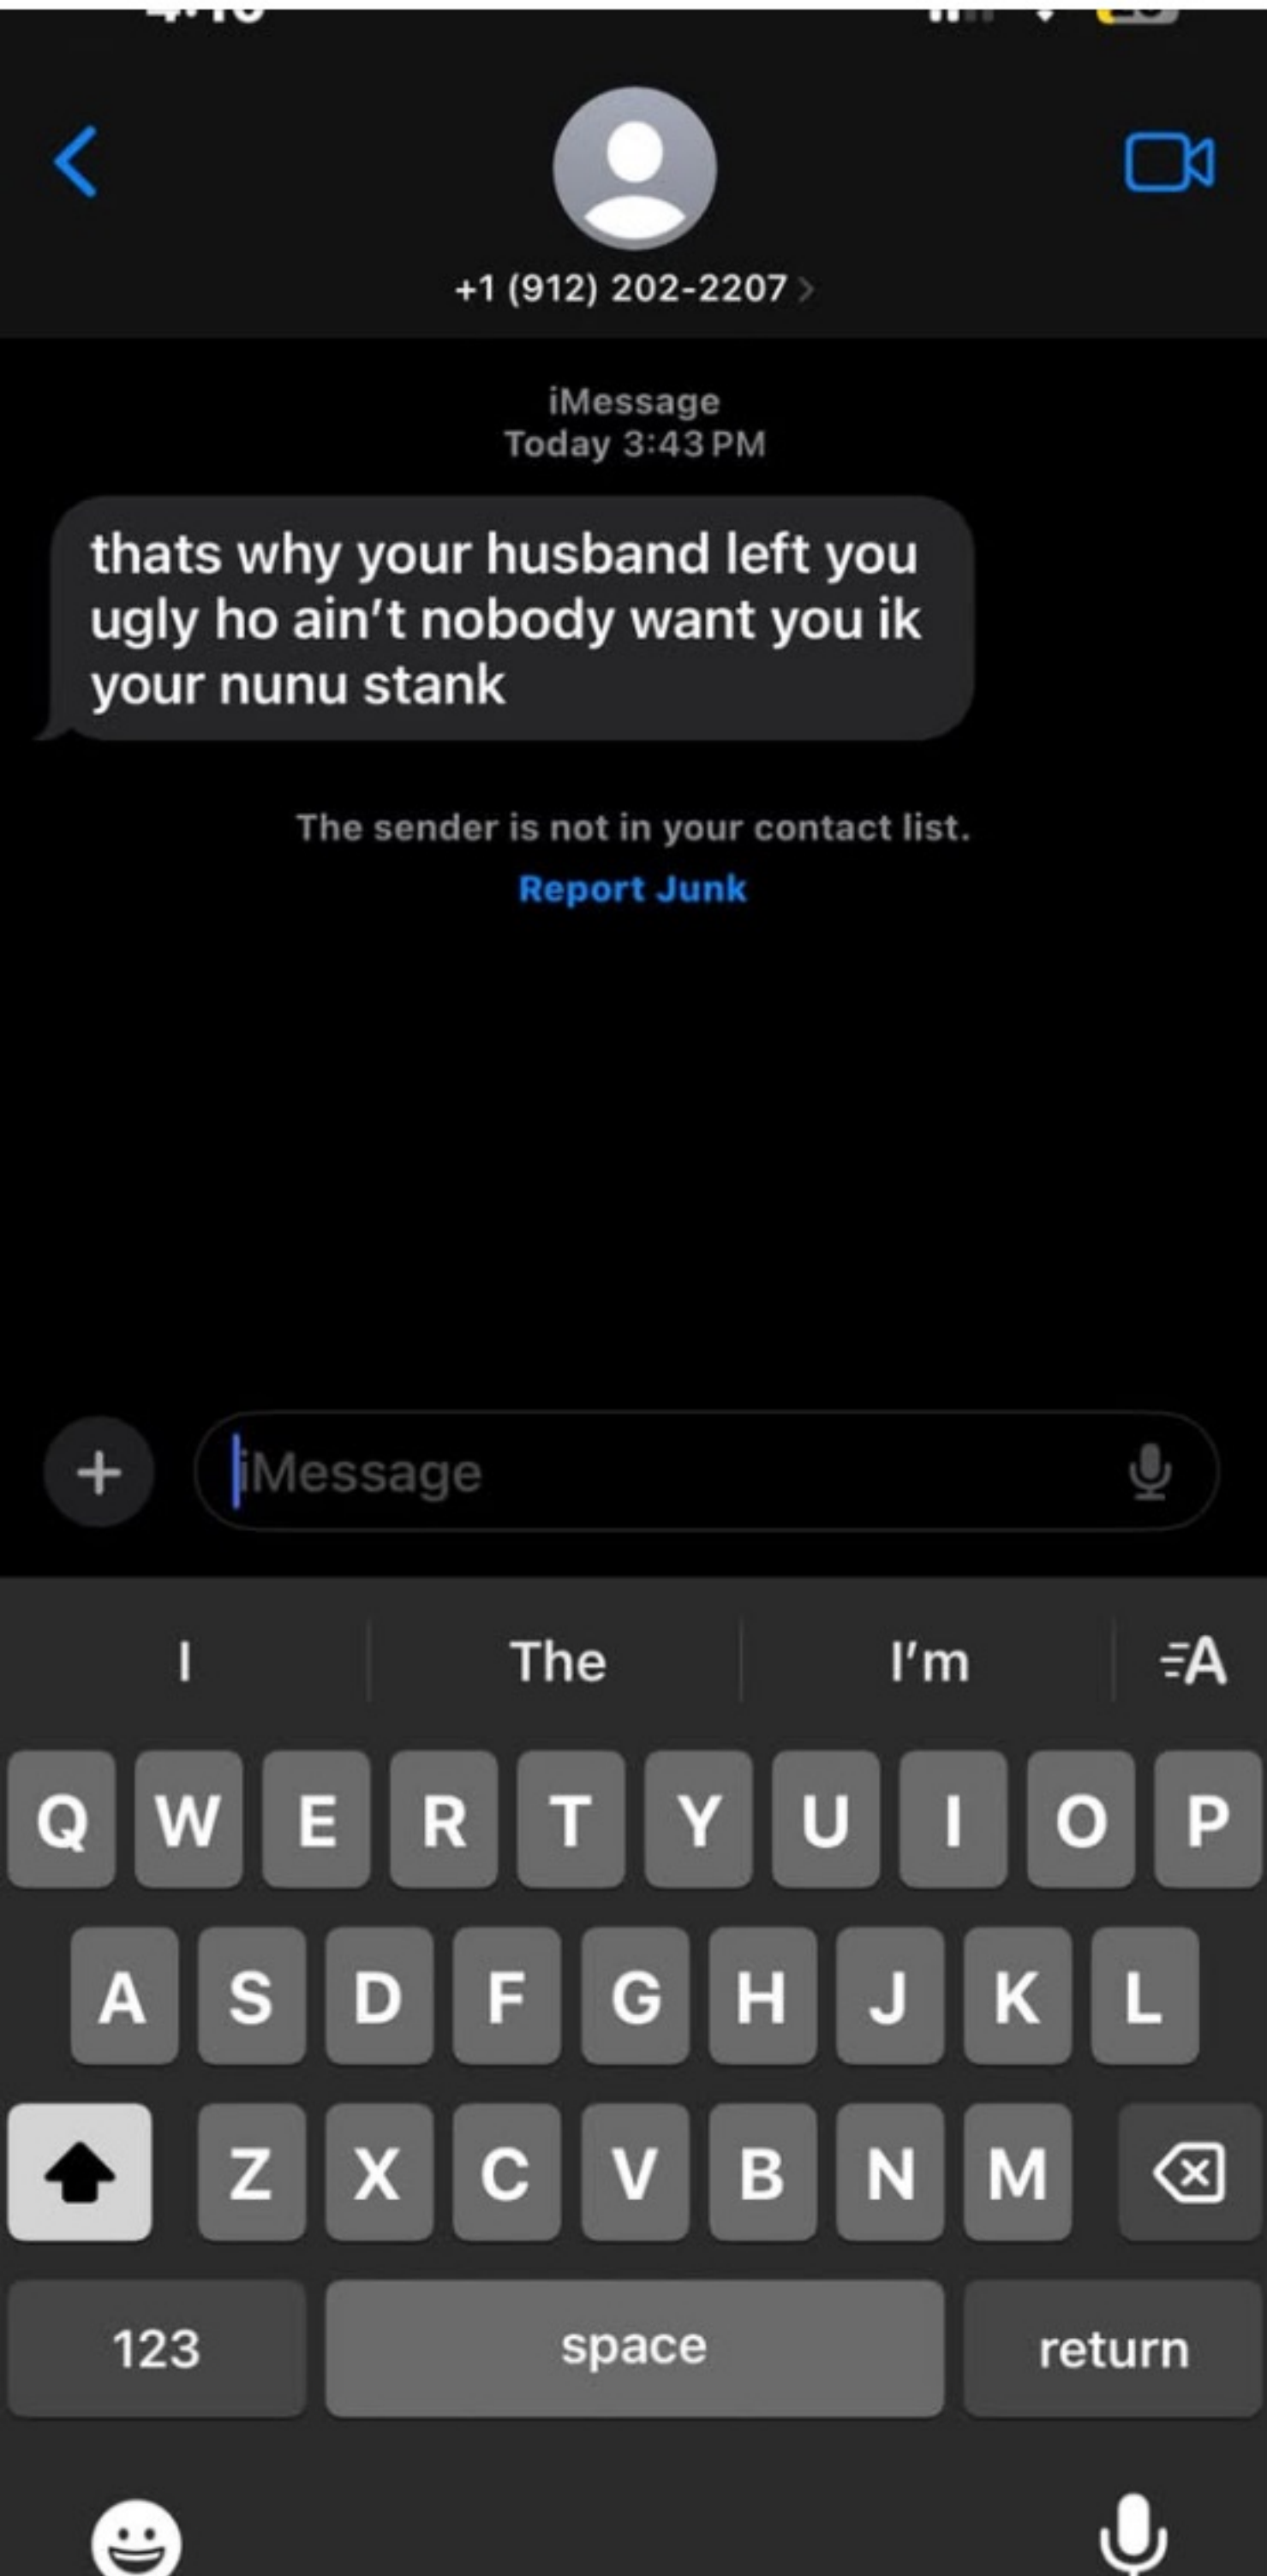 +1 (912) 202-2207
iMessage
Today 3:43 PM
thats why your husband left you
ugly ho ain't nobody want you ik
your nunu stank
The sender is not in your contact list.
Report Junk
iMessage
I The I'm A
Q W E R T Y U I O P
A S D F G H J K L
Z X C V B N M
123 space return